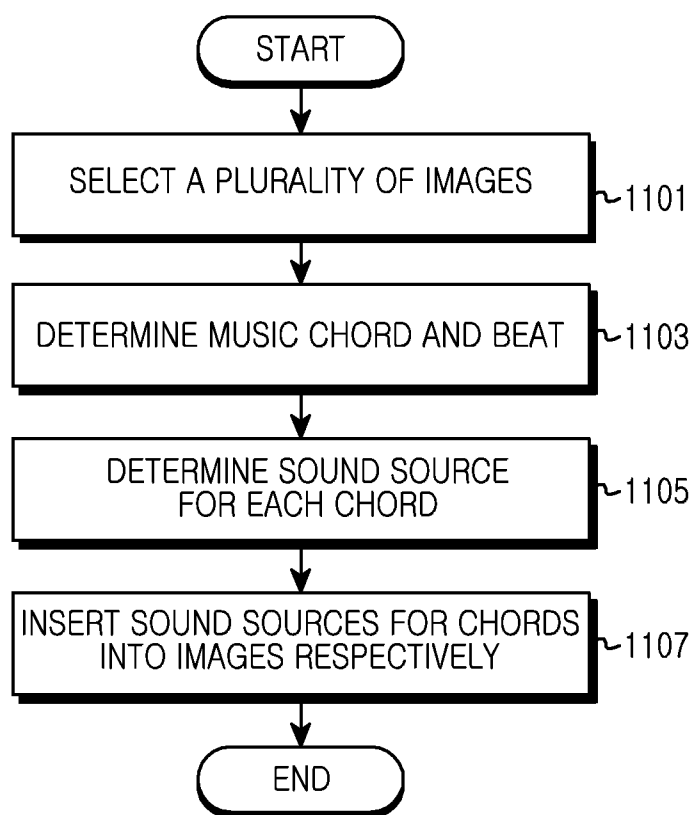 START
SELECT A PLURALITY OF IMAGES
1101
DETERMINE MUSIC CHORD AND BEAT
1103
DETERMINE SOUND SOURCE
FOR EACH CHORD
1105
INSERT SOUND SOURCES FOR CHORDS
INTO IMAGES RESPECTIVELY
1107
END